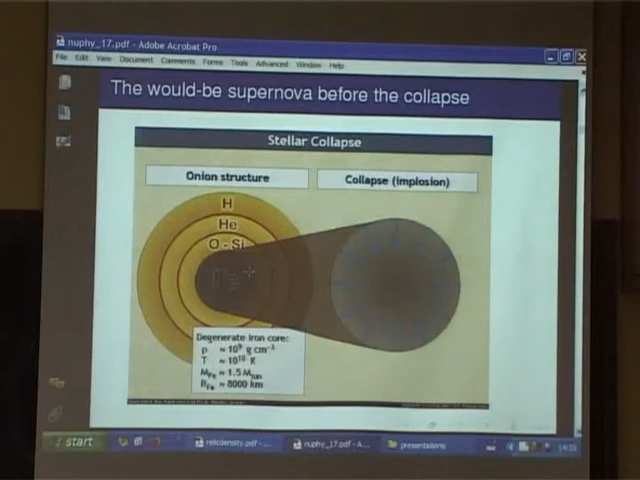 nuphy_17.pdf - Adobe Acrobat Pro
File Edit View Document Comments Forms Tools Advanced Window Help
The would-be supernova before the collapse
Stellar Collapse
Onion structure
Collapse (implosion)
H
He
O - Si
Degenerate iron core:
ρ ≈ 10⁹ g cm⁻³
T ≈ 10¹⁰ K
M_Fe ≈ 1.5 M_sun
R_Fe ≈ 8000 km
start
relicdensity.pdf - ...
nuphy_17.pdf - A...
presentations